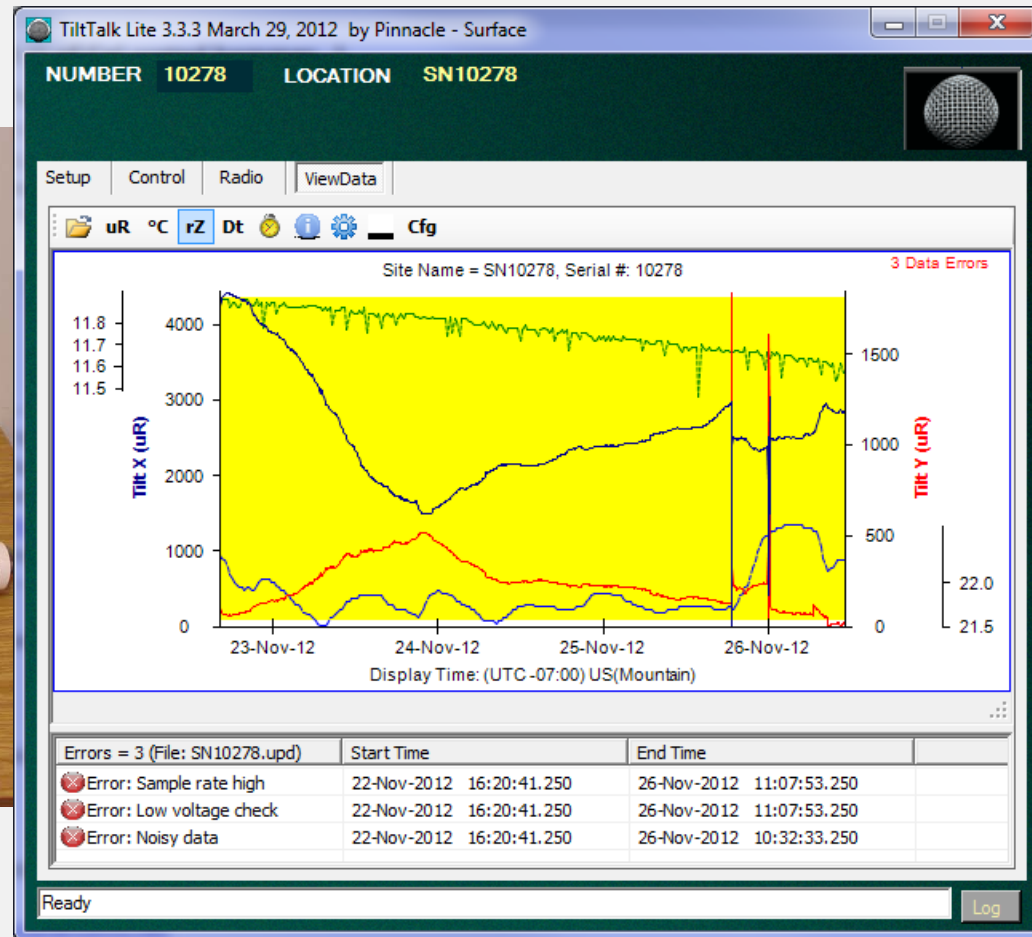 TiltTalk Lite 3.3.3 March 29, 2012 by Pinnacle - Surface
NUMBER 10278 LOCATION SN10278
Setup Control Radio ViewData
uR °C rZ Dt Cfg
Site Name = SN10278, Serial #: 10278
3 Data Errors
11.8
11.7
11.6
11.5
4000
3000
2000
1000
0
Tilt X (uR)
1500
1000
500
0
Tilt Y (uR)
22.0
21.5
23-Nov-12 24-Nov-12 25-Nov-12 26-Nov-12
Display Time: (UTC -07:00) US(Mountain)
Errors = 3 (File: SN10278.upd) Start Time End Time
Error: Sample rate high 22-Nov-2012 16:20:41.250 26-Nov-2012 11:07:53.250
Error: Low voltage check 22-Nov-2012 16:20:41.250 26-Nov-2012 11:07:53.250
Error: Noisy data 22-Nov-2012 16:20:41.250 26-Nov-2012 10:32:33.250
Ready
Log